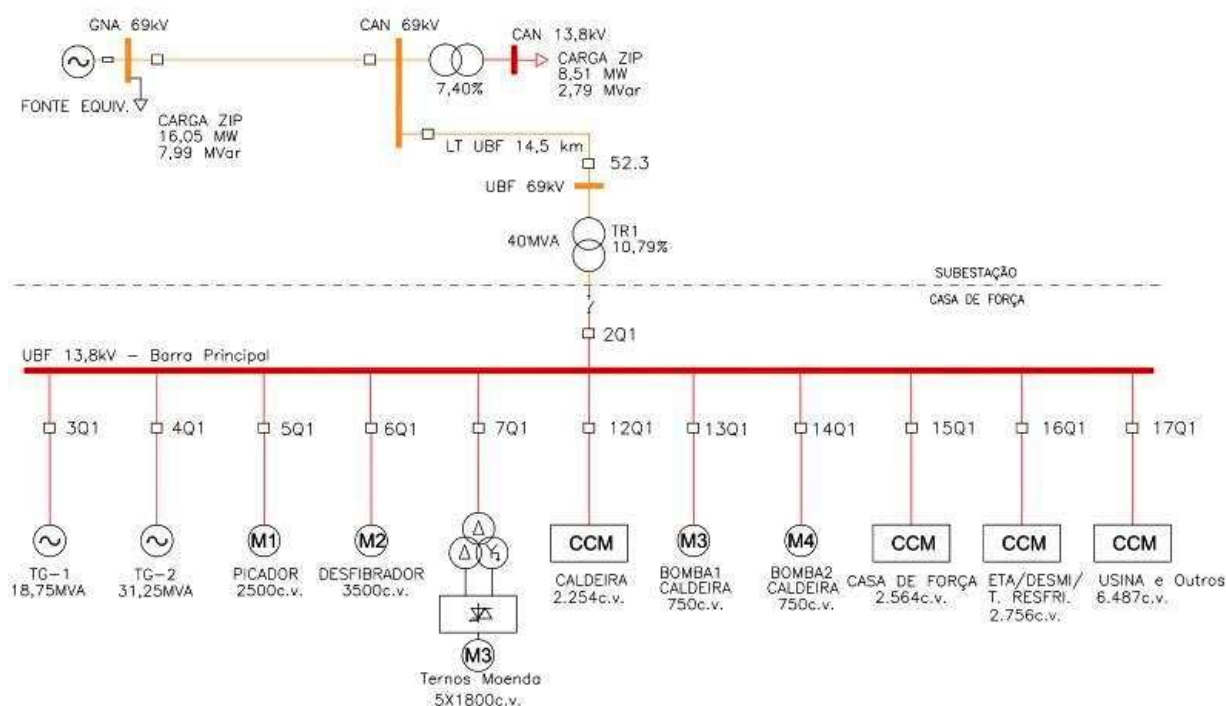 GNA 69kV
CAN 69kV
CAN 13,8kV
CARGA ZIP
8,51 MW
2,79 MVar
7,40%
FONTE EQUIV.
CARGA ZIP
16,05 MW
7,99 MVar
LT UBF 14,5 km
52.3
UBF 69kV
40MVA
TR1
10,79%
SUBESTAÇÃO
CASA DE FORÇA
2Q1
UBF 13,8kV – Barra Principal
3Q1
4Q1
5Q1
6Q1
7Q1
12Q1
13Q1
14Q1
15Q1
16Q1
17Q1
TG-1
18,75MVA
TG-2
31,25MVA
M1
PICADOR
2500c.v.
M2
DESFIBRADOR
3500c.v.
Δ
Δ
M3
Ternos Moenda
5X1800c.v.
CCM
CALDEIRA
2.254c.v.
M3
BOMBA1
CALDEIRA
750c.v.
M4
BOMBA2
CALDEIRA
750c.v.
CCM
CASA DE FORÇA
2.564c.v.
CCM
ETA/DESMI/
T. RESFRI.
2.756c.v.
CCM
USINA e Outros
6.487c.v.